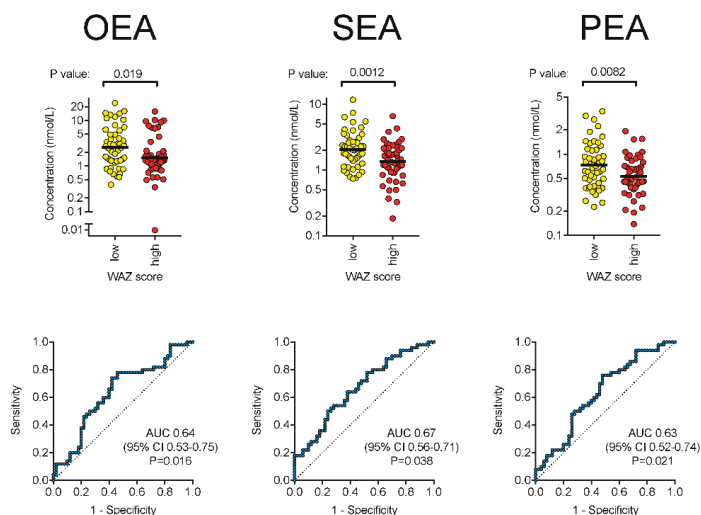 OEA SEA PEA
P value: 0.019
P value: 0.0012
P value: 0.0082
Concentration (nmol/L)
20
10
5
2
1
0.5
0.2
0.1
0.01
low high
WAZ score
Concentration (nmol/L)
10
5
2
1
0.5
0.2
0.1
low high
WAZ score
Concentration (nmol/L)
5
2
1
0.5
0.2
0.1
low high
WAZ score
Sensitivity
1.0
0.8
0.6
0.4
0.2
0.0
AUC 0.64
(95% CI 0.53-0.75)
P=0.016
0.0 0.2 0.4 0.6 0.8 1.0
1 - Specificity
Sensitivity
1.0
0.8
0.6
0.4
0.2
0.0
AUC 0.67
(95% CI 0.56-0.71)
P=0.038
0.0 0.2 0.4 0.6 0.8 1.0
1 - Specificity
Sensitivity
1.0
0.8
0.6
0.4
0.2
0.0
AUC 0.63
(95% CI 0.52-0.74)
P=0.021
0.0 0.2 0.4 0.6 0.8 1.0
1 - Specificity